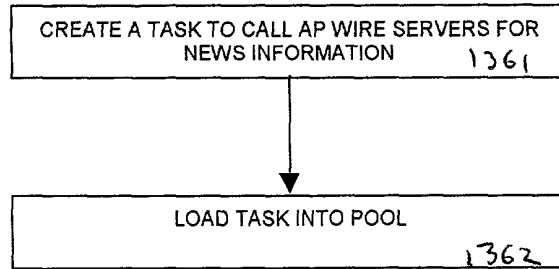 CREATE A TASK TO CALL AP WIRE SERVERS FOR
NEWS INFORMATION 1361
LOAD TASK INTO POOL
1362